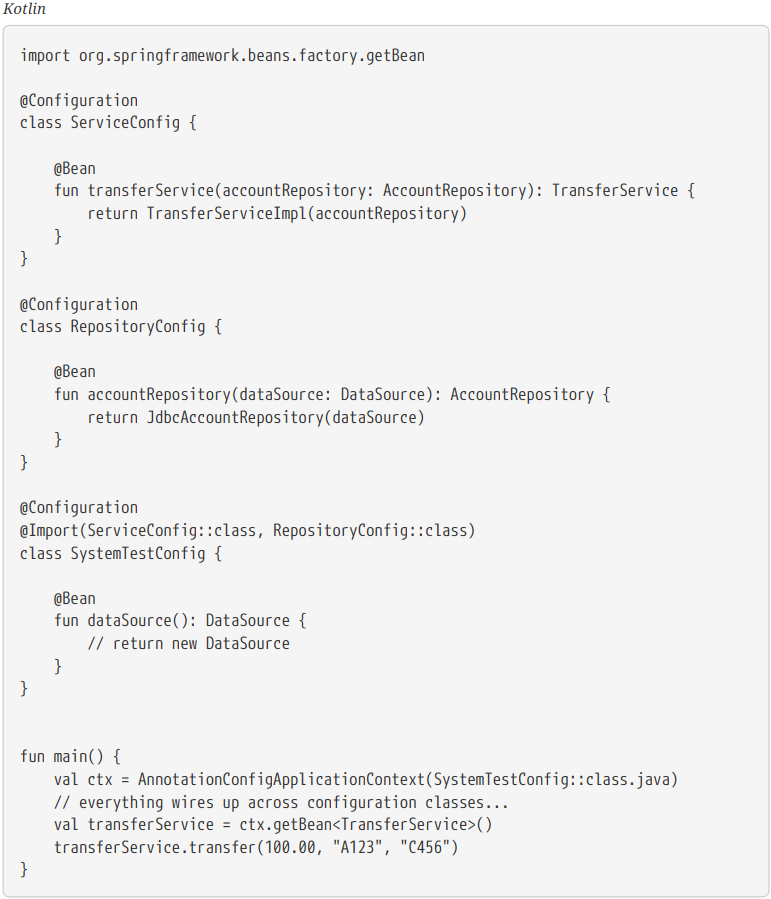 Kotlin
import org.springframework.beans.factory.getBean

@Configuration
class ServiceConfig {

    @Bean
    fun transferService(accountRepository: AccountRepository): TransferService {
        return TransferServiceImpl(accountRepository)
    }
}

@Configuration
class RepositoryConfig {

    @Bean
    fun accountRepository(dataSource: DataSource): AccountRepository {
        return JdbcAccountRepository(dataSource)
    }
}

@Configuration
@Import(ServiceConfig::class, RepositoryConfig::class)
class SystemTestConfig {

    @Bean
    fun dataSource(): DataSource {
        // return new DataSource
    }
}


fun main() {
    val ctx = AnnotationConfigApplicationContext(SystemTestConfig::class.java)
    // everything wires up across configuration classes...
    val transferService = ctx.getBean<TransferService>()
    transferService.transfer(100.00, "A123", "C456")
}